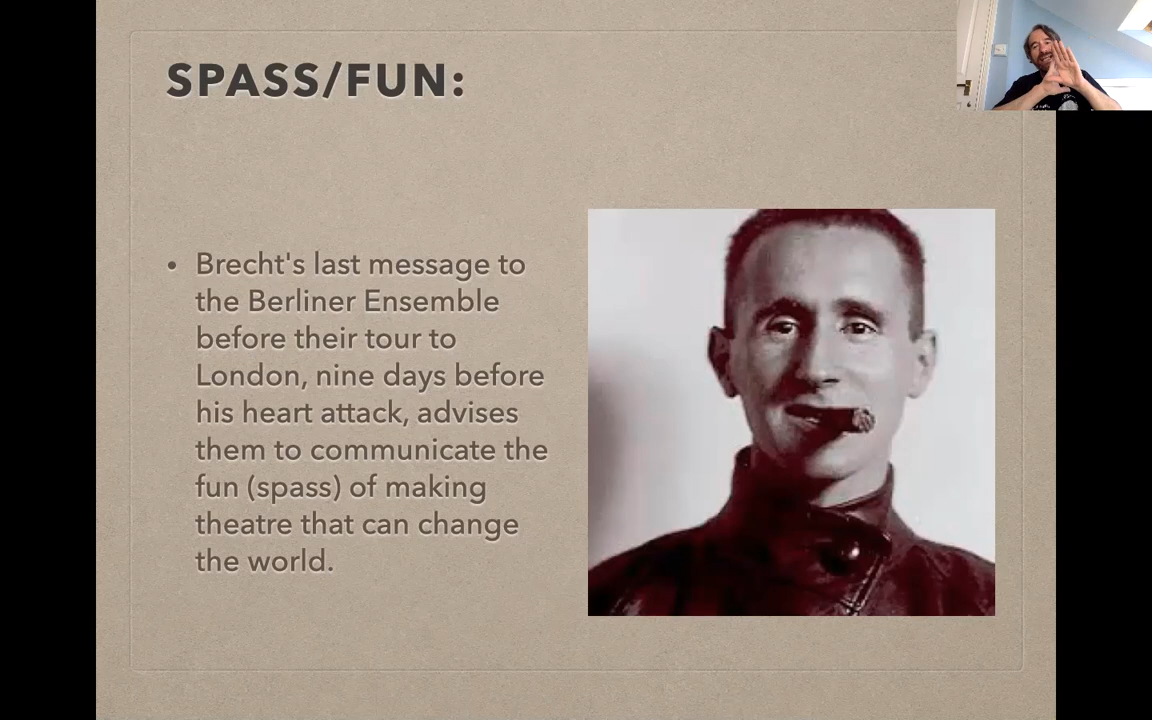 SPASS/FUN:
• Brecht's last message to
the Berliner Ensemble
before their tour to
London, nine days before
his heart attack, advises
them to communicate the
fun (spass) of making
theatre that can change
the world.